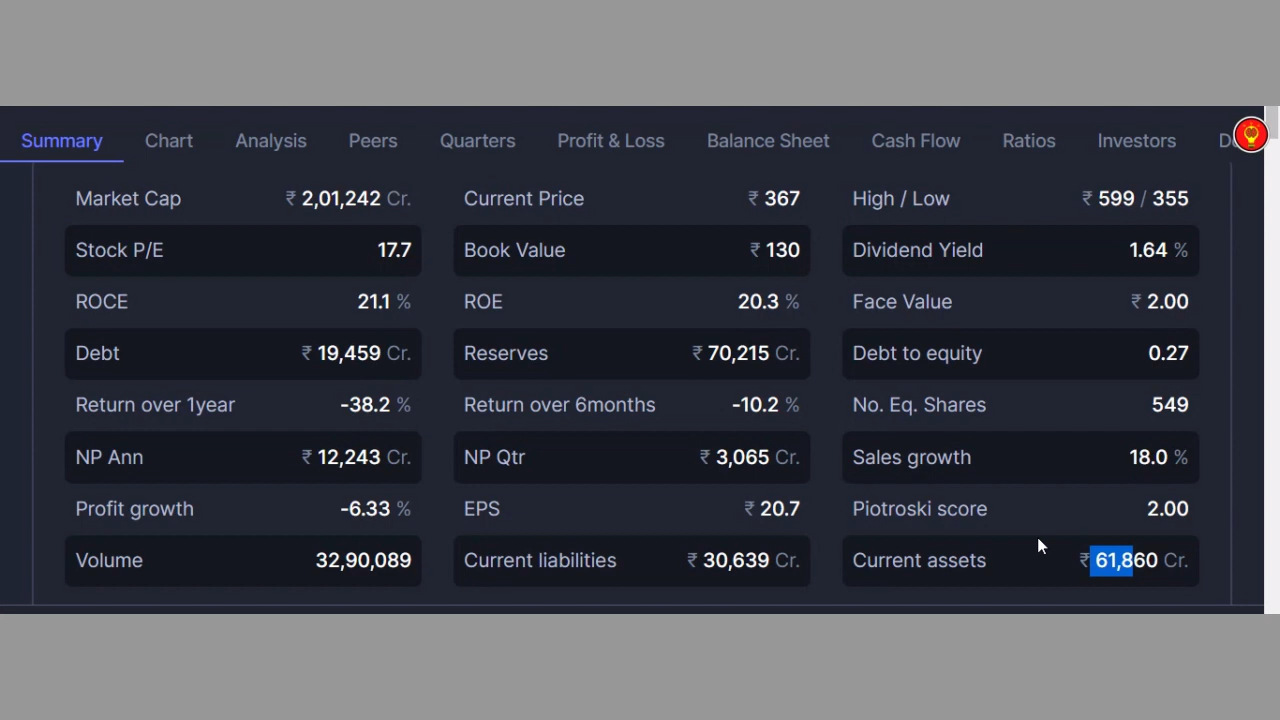 Summary Chart Analysis Peers Quarters Profit & Loss Balance Sheet Cash Flow Ratios Investors
Market Cap ₹ 2,01,242 Cr. Current Price ₹ 367 High / Low ₹ 599 / 355
Stock P/E 17.7 Book Value ₹ 130 Dividend Yield 1.64 %
ROCE 21.1 % ROE 20.3 % Face Value ₹ 2.00
Debt ₹ 19,459 Cr. Reserves ₹ 70,215 Cr. Debt to equity 0.27
Return over 1year -38.2 % Return over 6months -10.2 % No. Eq. Shares 549
NP Ann ₹ 12,243 Cr. NP Qtr ₹ 3,065 Cr. Sales growth 18.0 %
Profit growth -6.33 % EPS ₹ 20.7 Piotroski score 2.00
Volume 32,90,089 Current liabilities ₹ 30,639 Cr. Current assets ₹ 61,860 Cr.